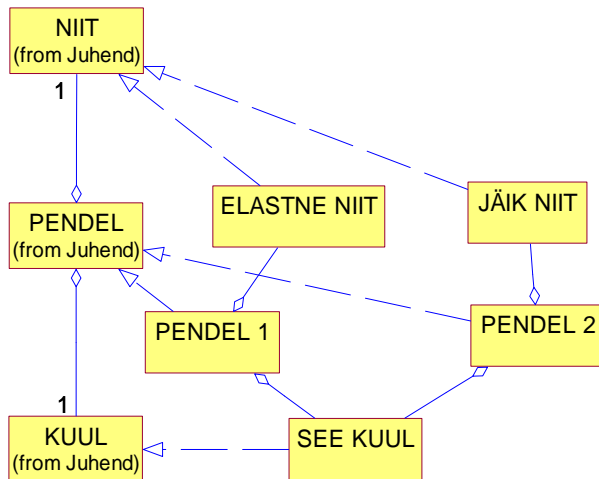 NIIT
(from Juhend)
1
ELASTNE NIIT
JÄIK NIIT
PENDEL
(from Juhend)
PENDEL 1
PENDEL 2
1
KUUL
(from Juhend)
SEE KUUL